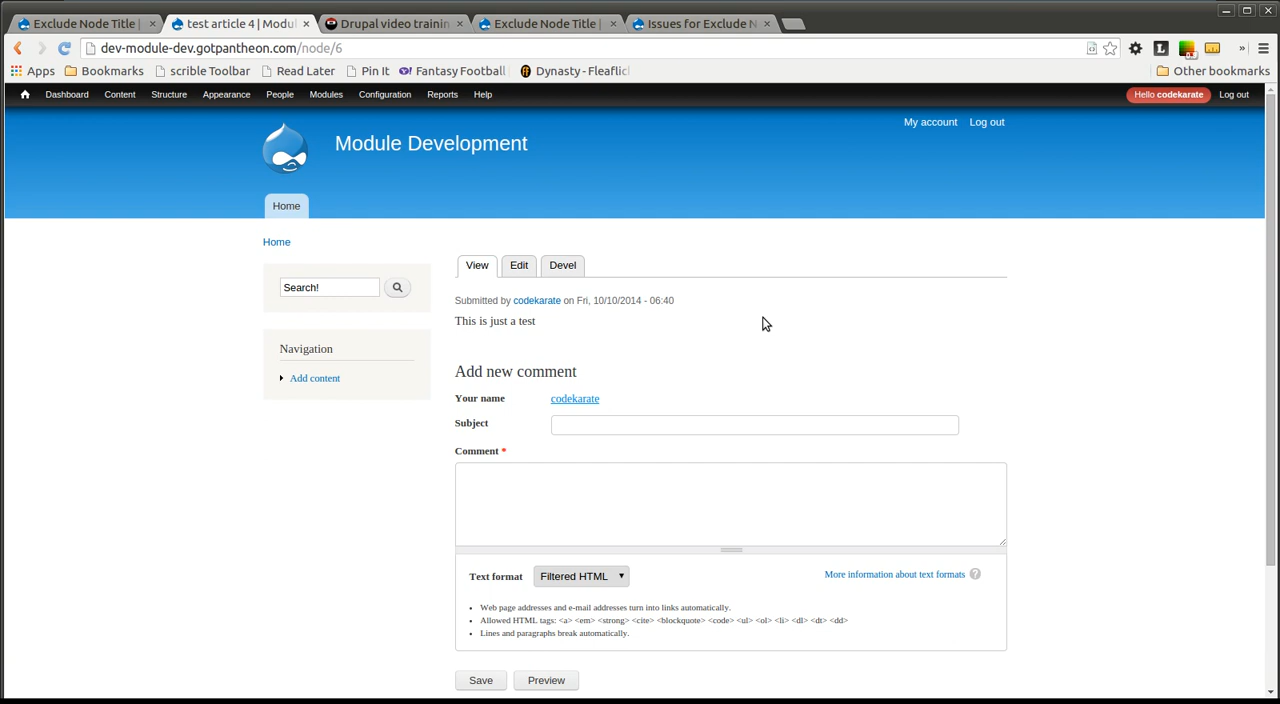 Exclude Node Title |
test article 4 | Modul
Drupal video trainin
Exclude Node Title |
Issues for Exclude N
dev-module-dev.gotpantheon.com/node/6
Apps
Bookmarks
scrible Toolbar
Read Later
Pin It
Fantasy Football
Dynasty - Fleaflic
Other bookmarks
Dashboard
Content
Structure
Appearance
People
Modules
Configuration
Reports
Help
Hello codekarate
Log out
My account
Log out
Module Development
Home
Home
Search!
Navigation
Add content
View
Edit
Devel
Submitted by codekarate on Fri, 10/10/2014 - 06:40
This is just a test
Add new comment
Your name
codekarate
Subject
Comment *
Text format
Filtered HTML
More information about text formats
Web page addresses and e-mail addresses turn into links automatically.
Allowed HTML tags: <a> <em> <strong> <cite> <blockquote> <code> <ul> <ol> <li> <dl> <dt> <dd>
Lines and paragraphs break automatically.
Save
Preview